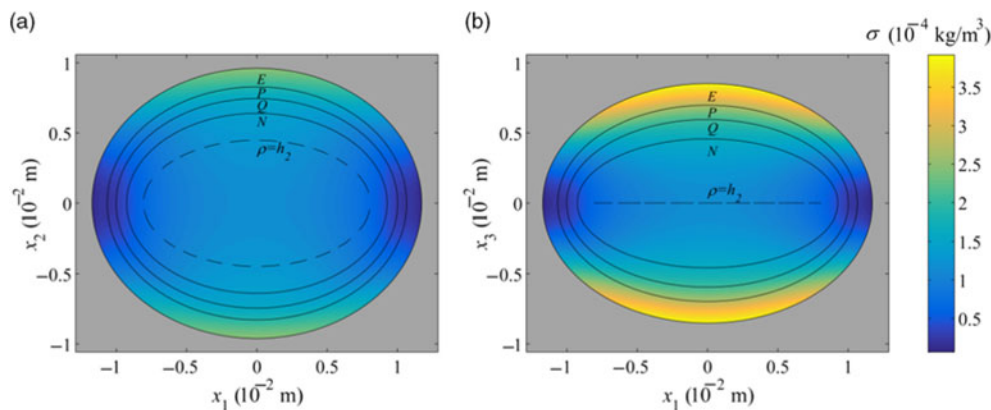 (a)
(b)
σ (10⁻⁴ kg/m³)
1
0.5
0
−0.5
−1
x₂ (10⁻² m)
E
P
Q
N
ρ=h₂
−1
−0.5
0
0.5
1
x₁ (10⁻² m)
1
0.5
0
−0.5
−1
x₃ (10⁻² m)
E
P
Q
N
ρ=h₂
−1
−0.5
0
0.5
1
x₁ (10⁻² m)
3.5
3
2.5
2
1.5
1
0.5